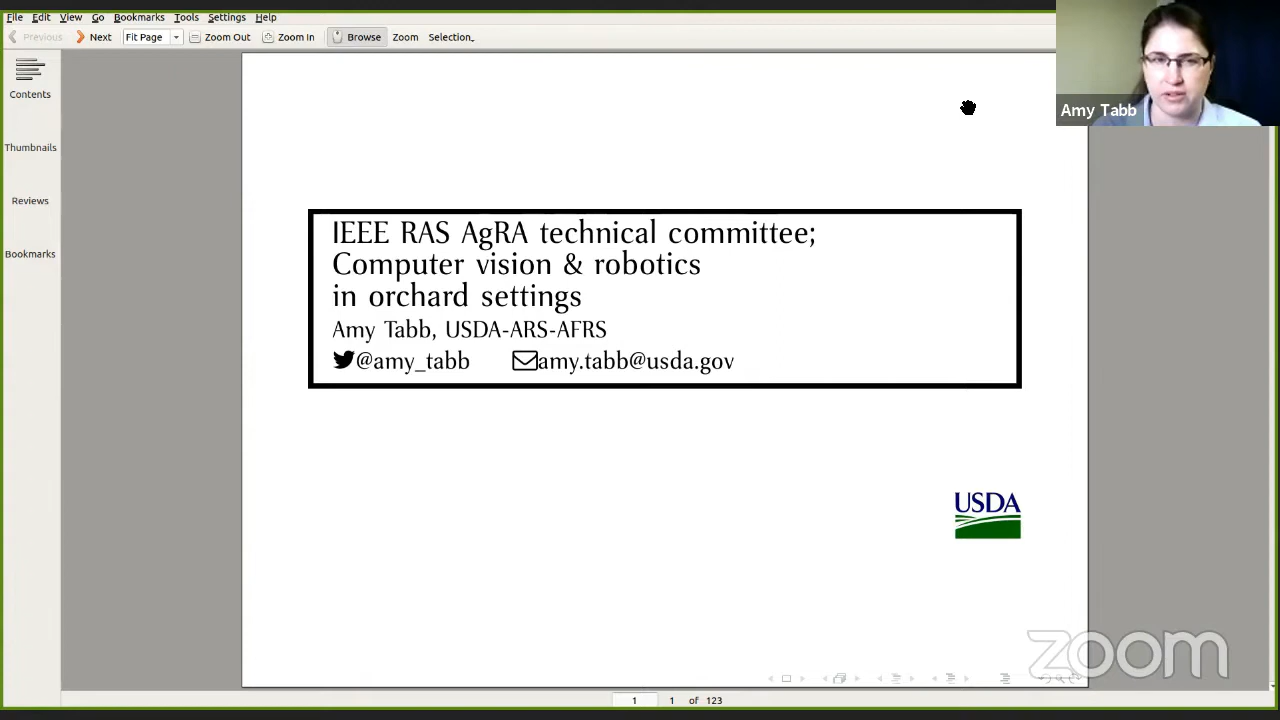 File Edit View Go Bookmarks Tools Settings Help
Previous Next Fit Page Zoom Out Zoom In Browse Zoom Selection
Contents
Thumbnails
Reviews
Bookmarks
Amy Tabb
IEEE RAS AgRA technical committee;
Computer vision & robotics
in orchard settings
Amy Tabb, USDA-ARS-AFRS
@amy_tabb amy.tabb@usda.gov
USDA
zoom
1 1 of 123